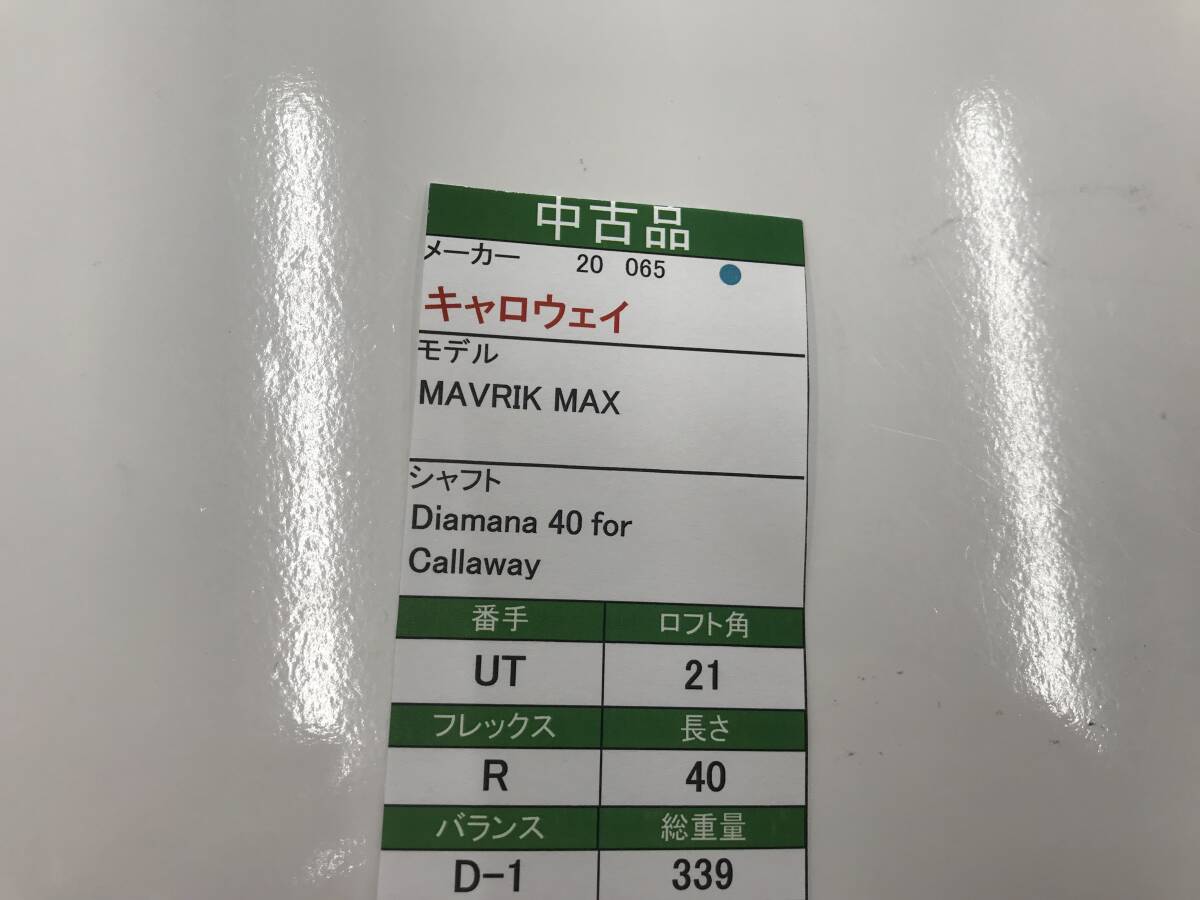 中古品
メーカー 20 065
キャロウェイ
モデル
MAVRIK MAX
シャフト
Diamana 40 for
Callaway
番手 ロフト角
UT 21
フレックス 長さ
R 40
バランス 総重量
D-1 339